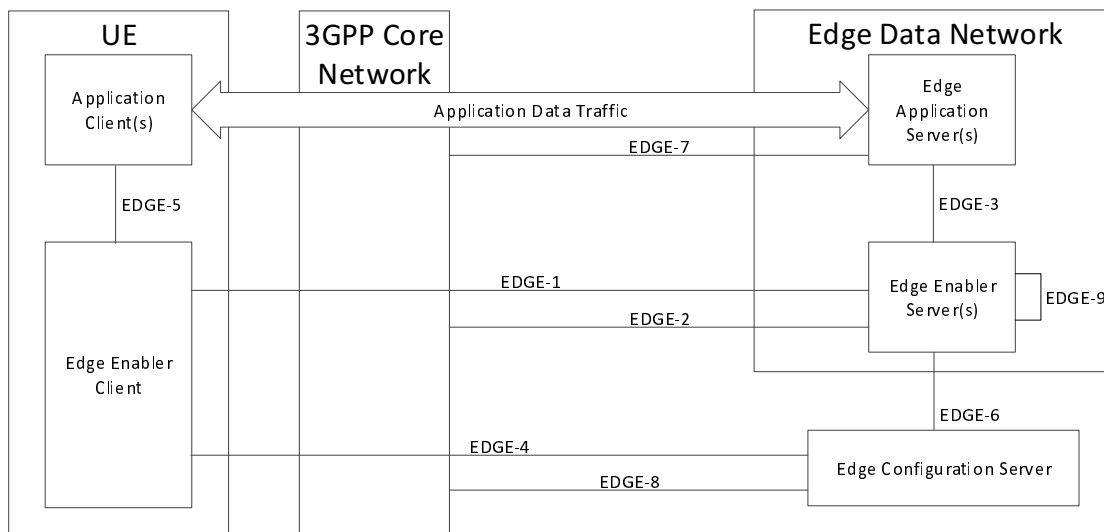 UE
3GPP Core
Network
Edge Data Network
Application
Client(s)
Application Data Traffic
Edge
Application
Server(s)
EDGE-7
EDGE-5
EDGE-3
EDGE-1
Edge Enabler
Server(s)
EDGE-9
EDGE-2
Edge Enabler
Client
EDGE-6
EDGE-4
Edge Configuration Server
EDGE-8